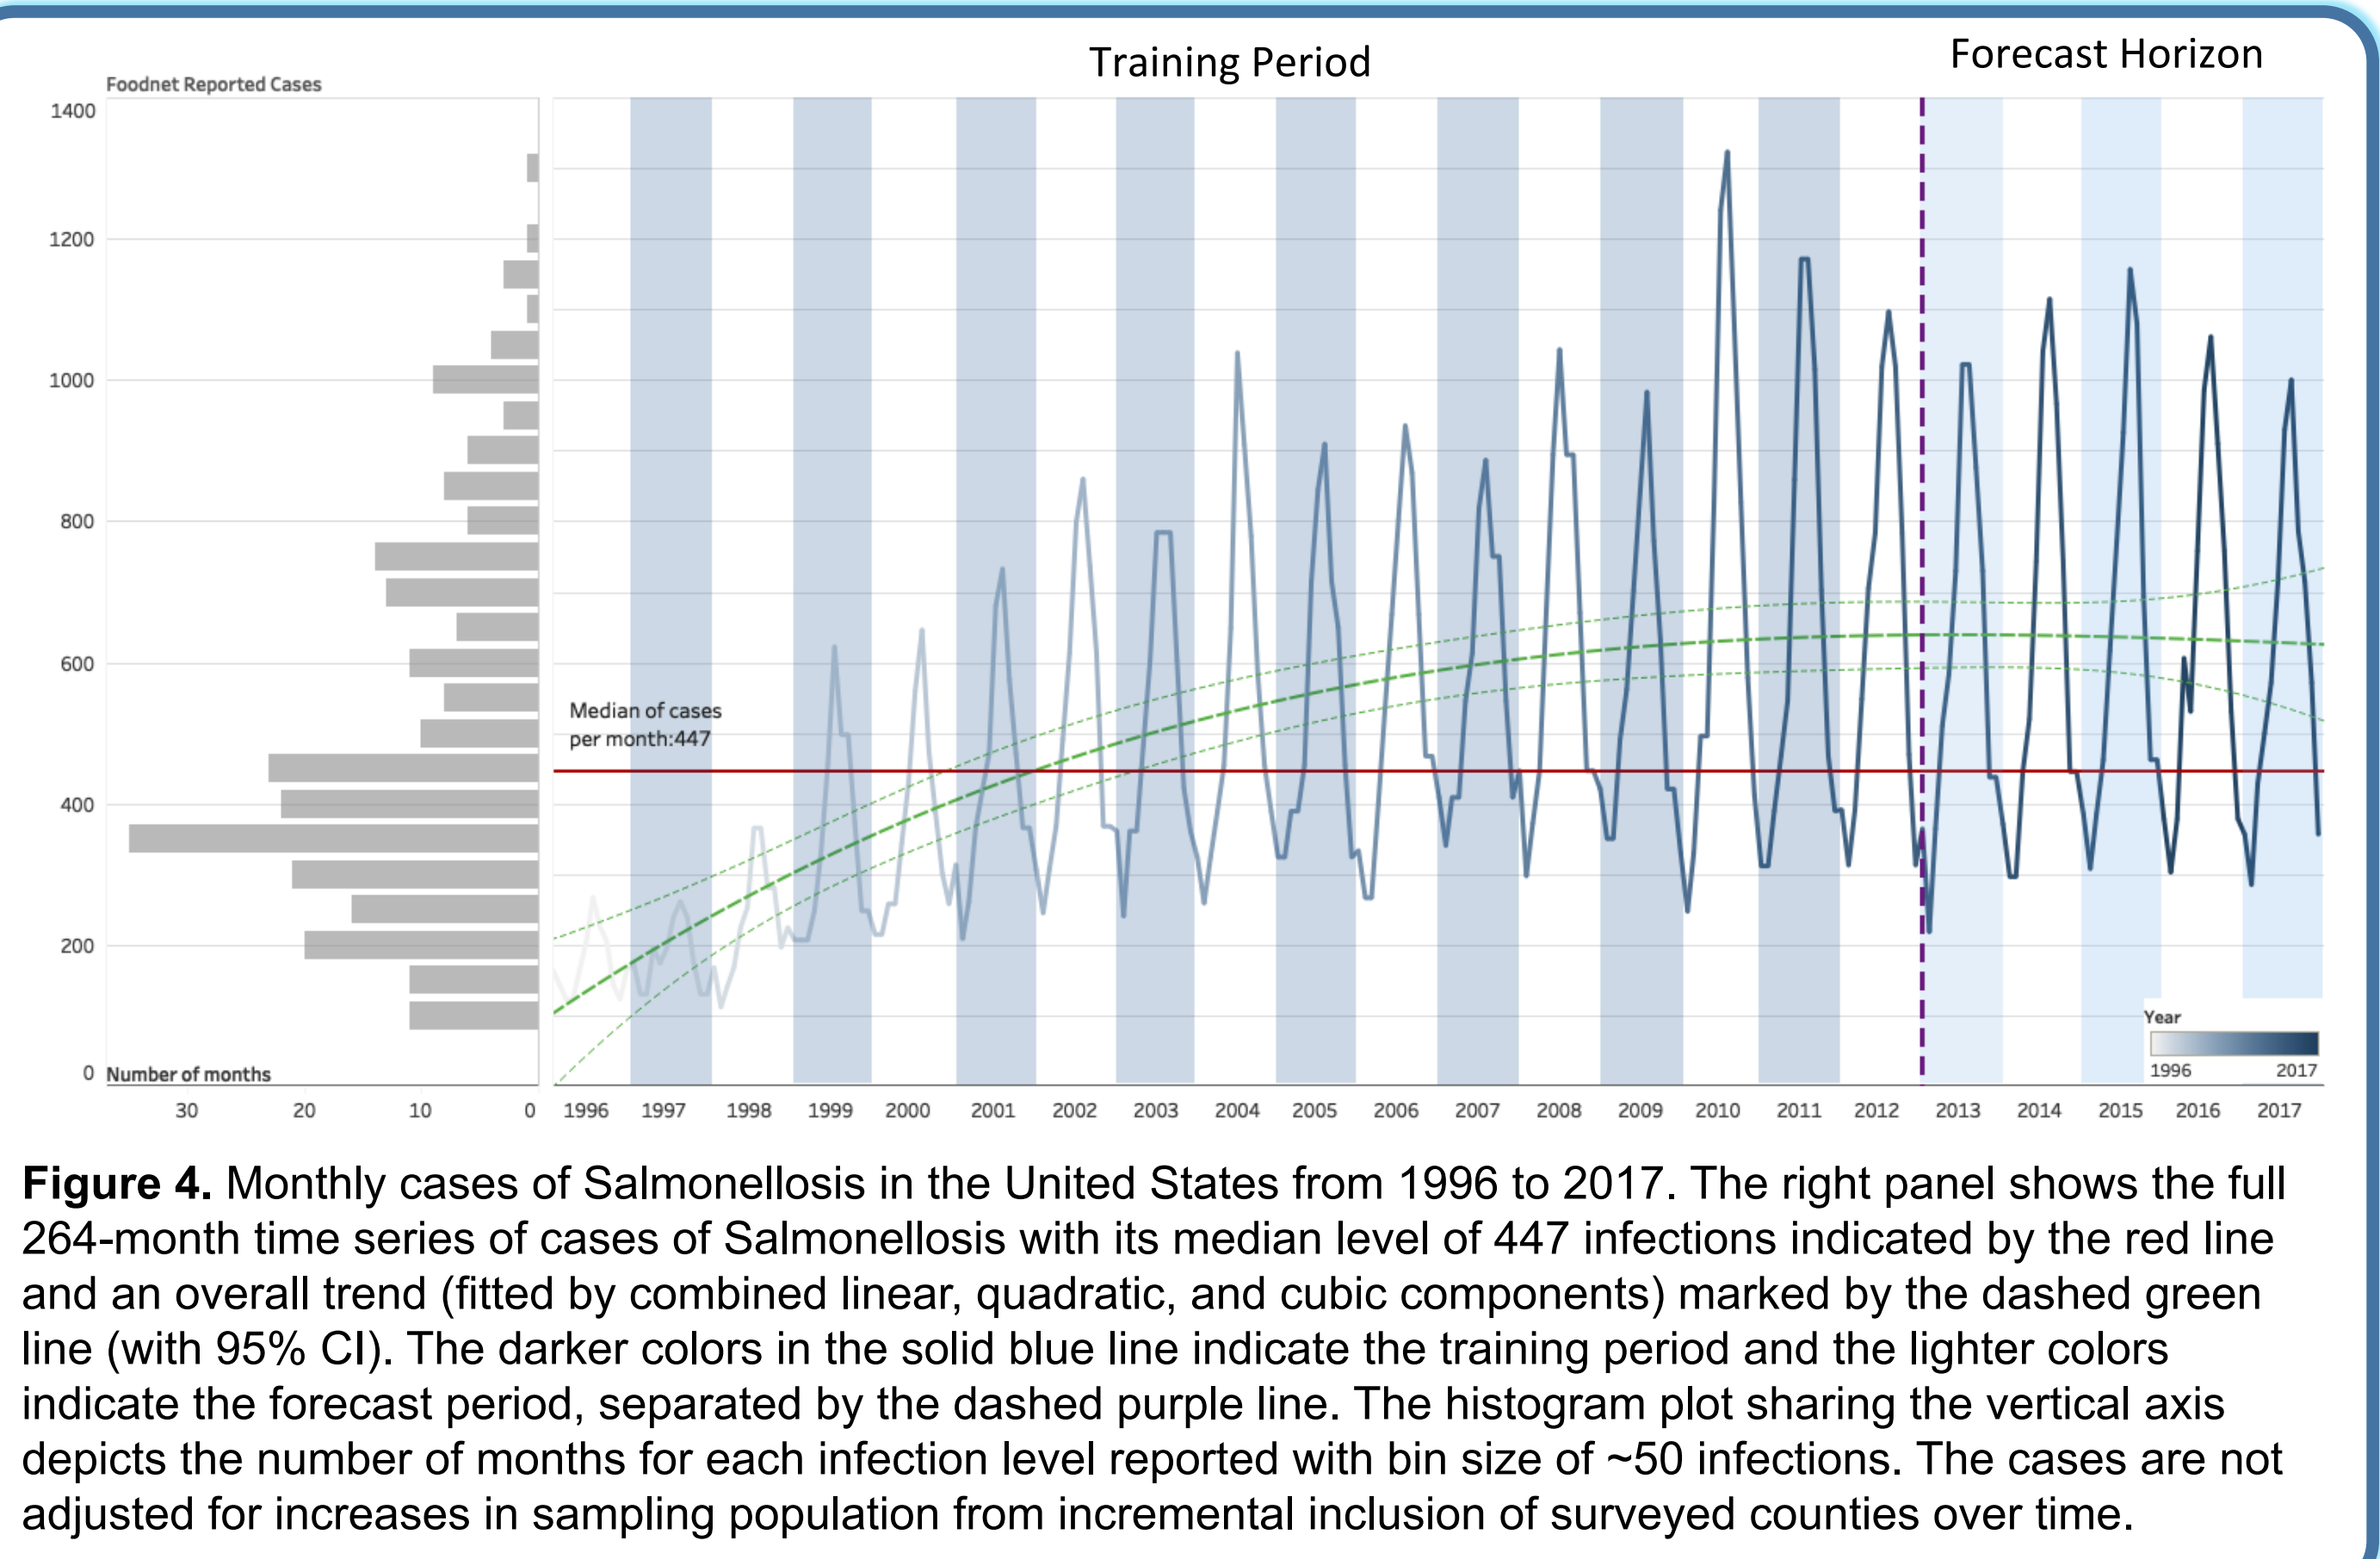 Training Period
Forecast Horizon
Foodnet Reported Cases
1400
1200
1000
800
600
400
200
0
Median of cases
per month:447
Number of months
30 20 10 0
1996 1997 1998 1999 2000 2001 2002 2003 2004 2005 2006 2007 2008 2009 2010 2011 2012 2013 2014 2015 2016 2017
Year
1996 2017
Figure 4. Monthly cases of Salmonellosis in the United States from 1996 to 2017. The right panel shows the full
264-month time series of cases of Salmonellosis with its median level of 447 infections indicated by the red line
and an overall trend (fitted by combined linear, quadratic, and cubic components) marked by the dashed green
line (with 95% CI). The darker colors in the solid blue line indicate the training period and the lighter colors
indicate the forecast period, separated by the dashed purple line. The histogram plot sharing the vertical axis
depicts the number of months for each infection level reported with bin size of ~50 infections. The cases are not
adjusted for increases in sampling population from incremental inclusion of surveyed counties over time.